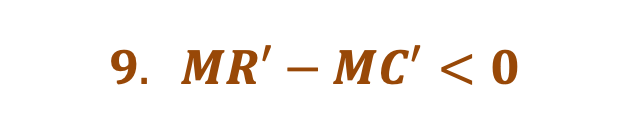 9. MR′ − MC′ < 0